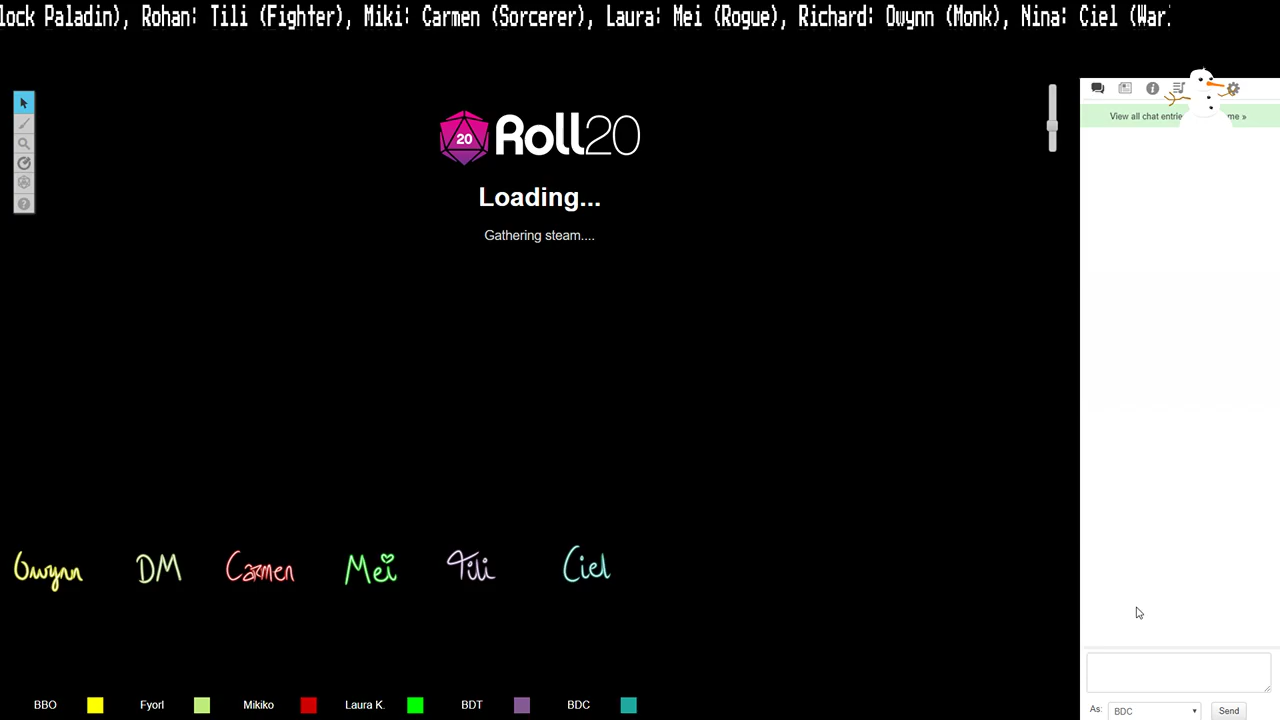 lock Paladin), Rohan: Tili (Fighter), Miki: Carmen (Sorcerer), Laura: Mei (Rogue), Richard: Owynn (Monk), Nina: Ciel (War
20 Roll20
View all chat entrie me »
Loading...
Gathering steam....
Owynn DM Carmen Mei Tili Ciel
BBO Fyorl Mikiko Laura K. BDT BDC
As: BDC Send